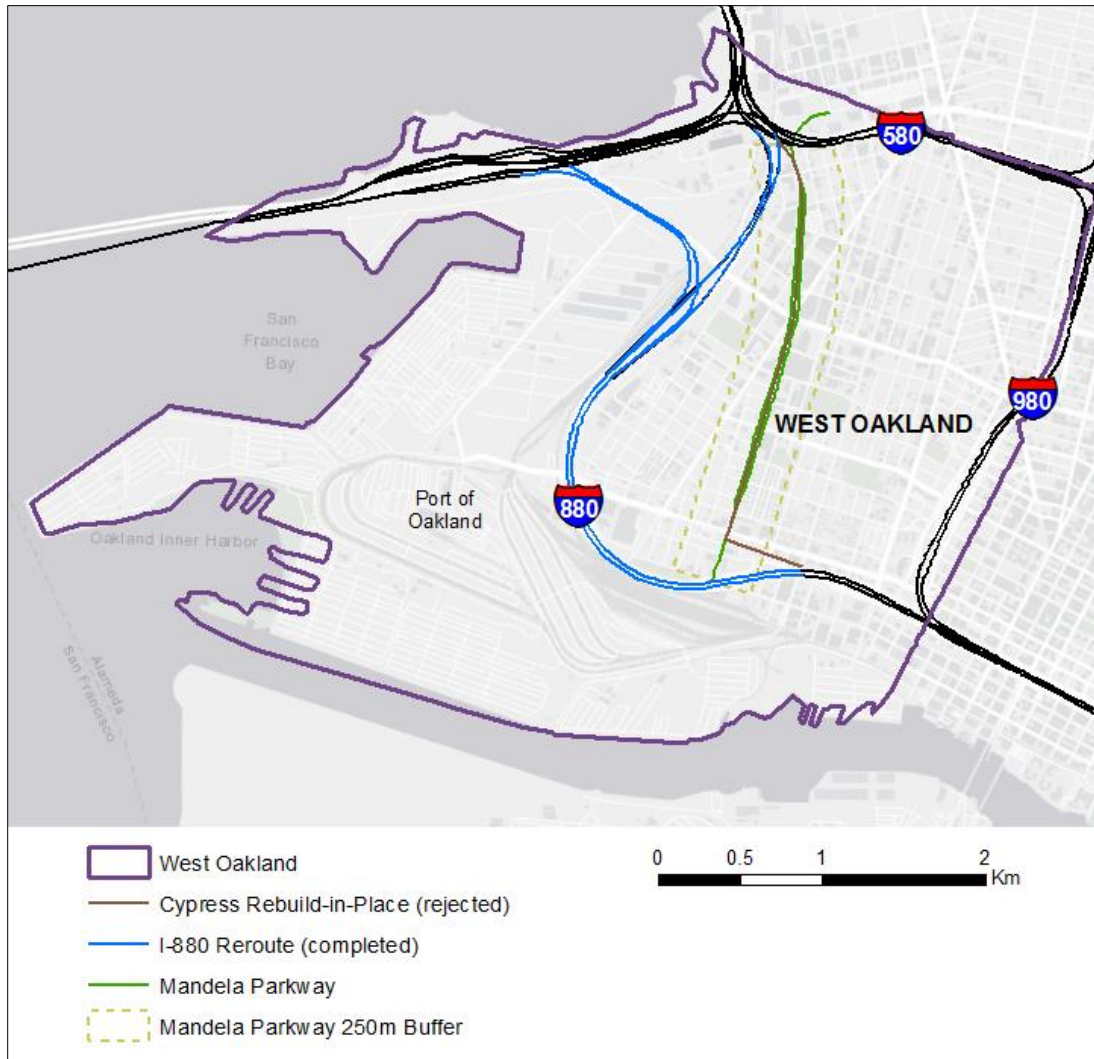 580
San
Francisco
Bay
980
WEST OAKLAND
Port of
Oakland
880
Oakland Inner Harbor
Alameda
San Francisco
West Oakland
Cypress Rebuild-in-Place (rejected)
I-880 Reroute (completed)
Mandela Parkway
Mandela Parkway 250m Buffer
0 0.5 1 2
Km